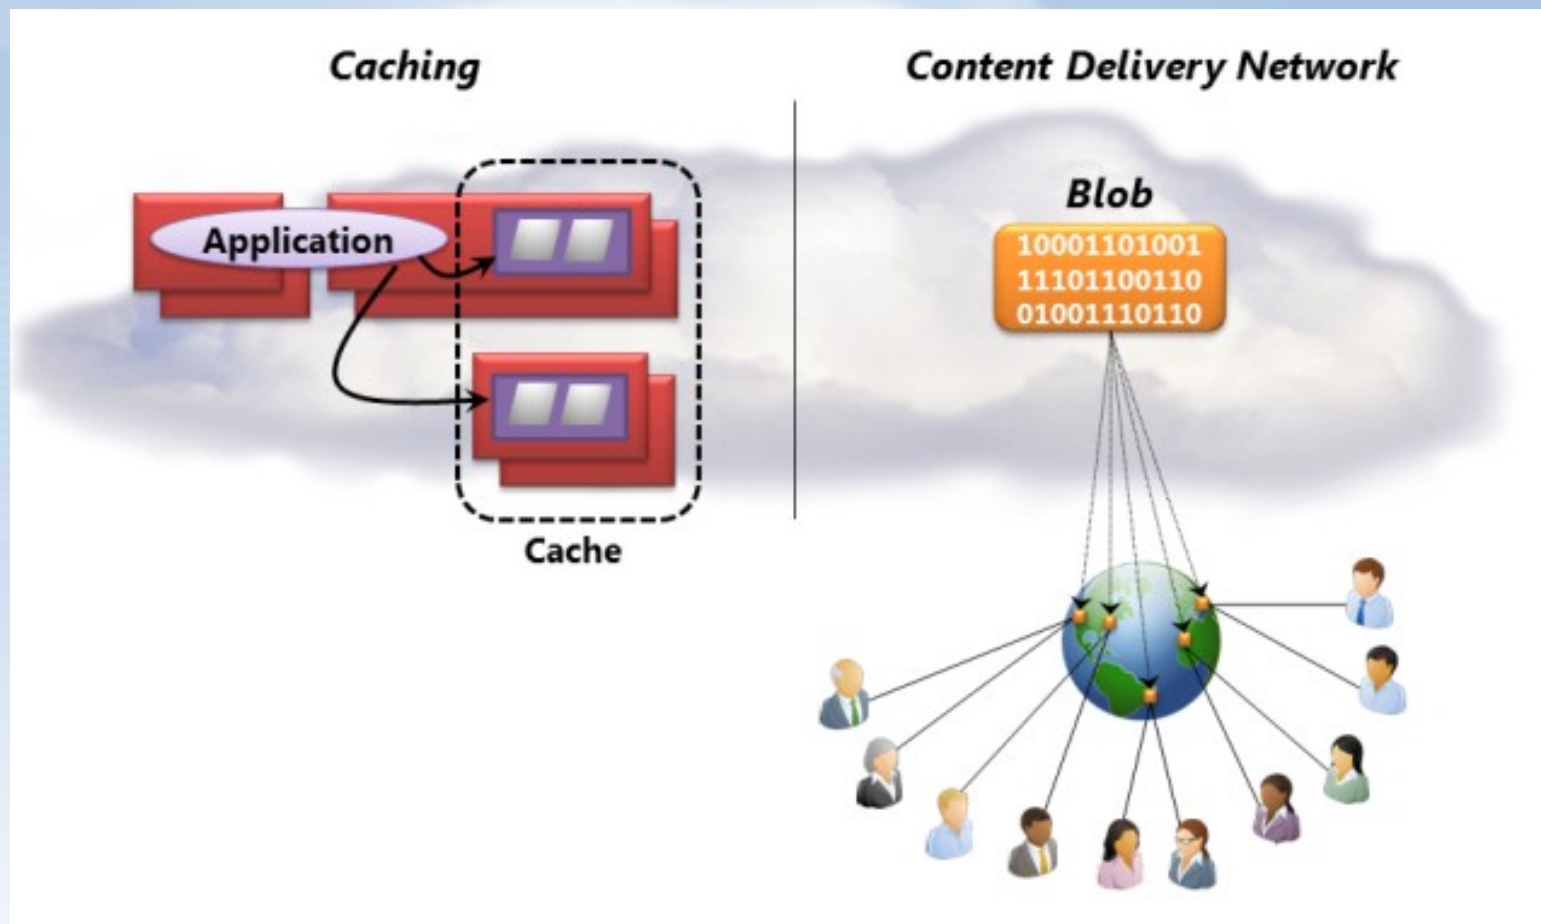 Caching
Application
Cache
Content Delivery Network
Blob
10001101001
11101100110
01001110110